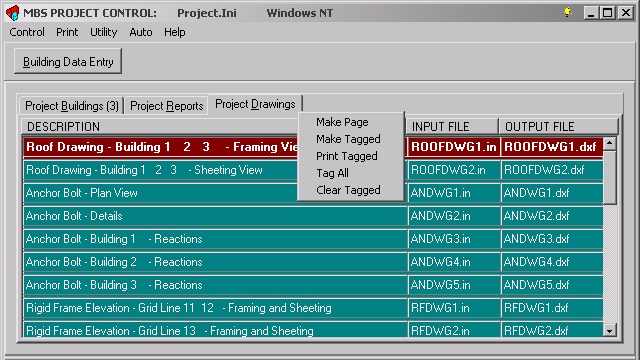 MBS PROJECT CONTROL: Project.Ini Windows NT
Control Print Utility Auto Help
Building Data Entry
Project Buildings (3) Project Reports Project Drawings
DESCRIPTION INPUT FILE OUTPUT FILE
Make Page
Make Tagged
Print Tagged
Tag All
Clear Tagged
Roof Drawing - Building 1 2 3 - Framing Vie ROOFDWG1.in ROOFDWG1.dxf
Roof Drawing - Building 1 2 3 - Sheeting View ROOFDWG2.in ROOFDWG2.dxf
Anchor Bolt - Plan View ANDWG1.in ANDWG1.dxf
Anchor Bolt - Details ANDWG2.in ANDWG2.dxf
Anchor Bolt - Building 1 - Reactions ANDWG3.in ANDWG3.dxf
Anchor Bolt - Building 2 - Reactions ANDWG4.in ANDWG4.dxf
Anchor Bolt - Building 3 - Reactions ANDWG5.in ANDWG5.dxf
Rigid Frame Elevation - Grid Line 11 12 - Framing and Sheeting RFDWG1.in RFDWG1.dxf
Rigid Frame Elevation - Grid Line 13 - Framing and Sheeting RFDWG2.in RFDWG2.dxf